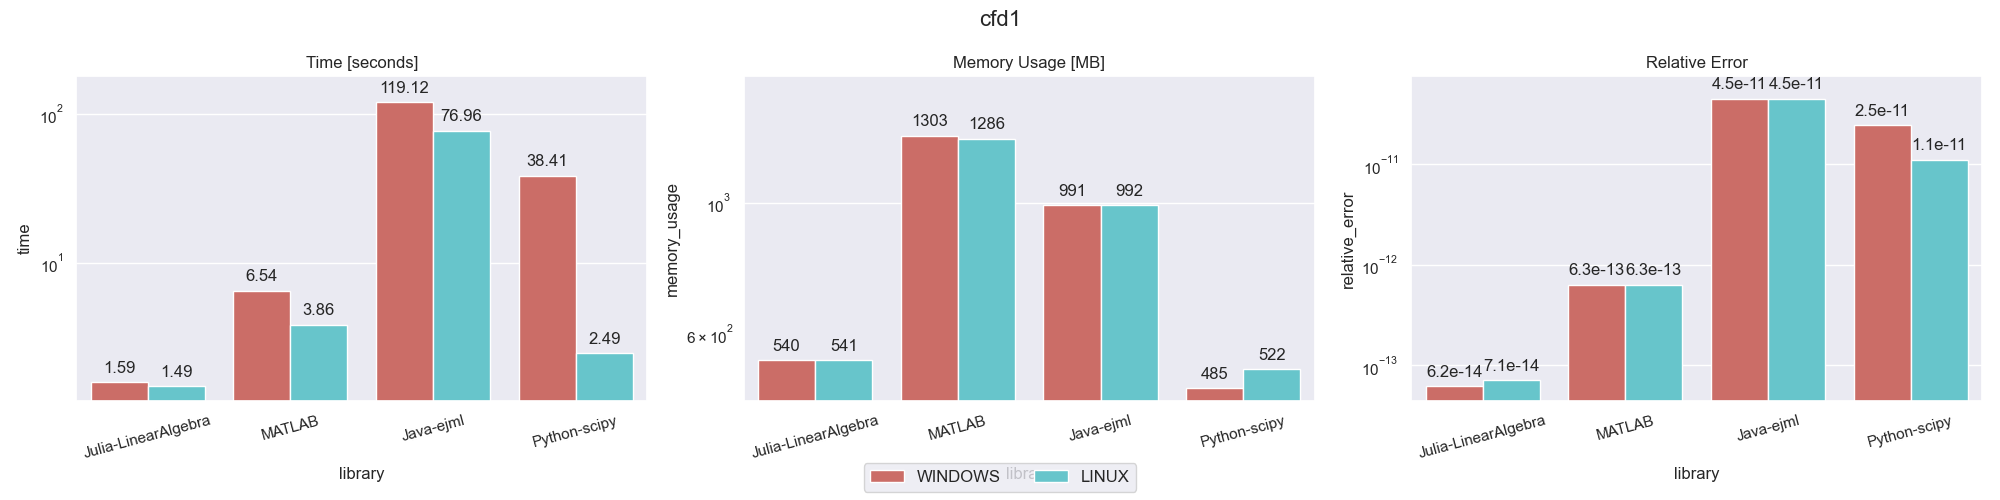 cfd1
Time [seconds]
time
10²
10¹
1.59
1.49
6.54
3.86
119.12
76.96
38.41
2.49
Julia-LinearAlgebra
MATLAB
Java-ejml
Python-scipy
library
Memory Usage [MB]
memory_usage
10³
6 × 10²
540
541
1303
1286
991
992
485
522
Julia-LinearAlgebra
MATLAB
Java-ejml
Python-scipy
Relative Error
relative_error
10⁻¹¹
10⁻¹²
10⁻¹³
6.2e-14
7.1e-14
6.3e-13
6.3e-13
4.5e-11
4.5e-11
2.5e-11
1.1e-11
Julia-LinearAlgebra
MATLAB
Java-ejml
Python-scipy
library
WINDOWS
LINUX